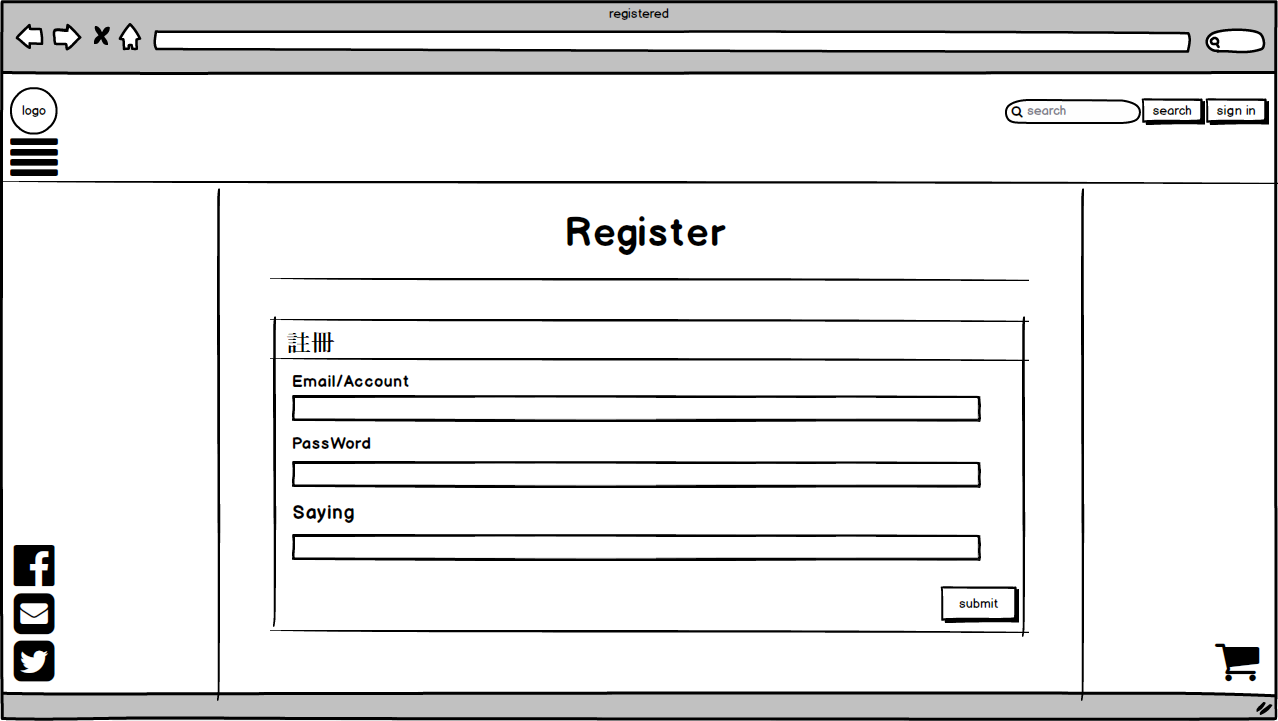 registered
logo
search
search
sign in
Register
註冊
Email/Account
PassWord
Saying
submit